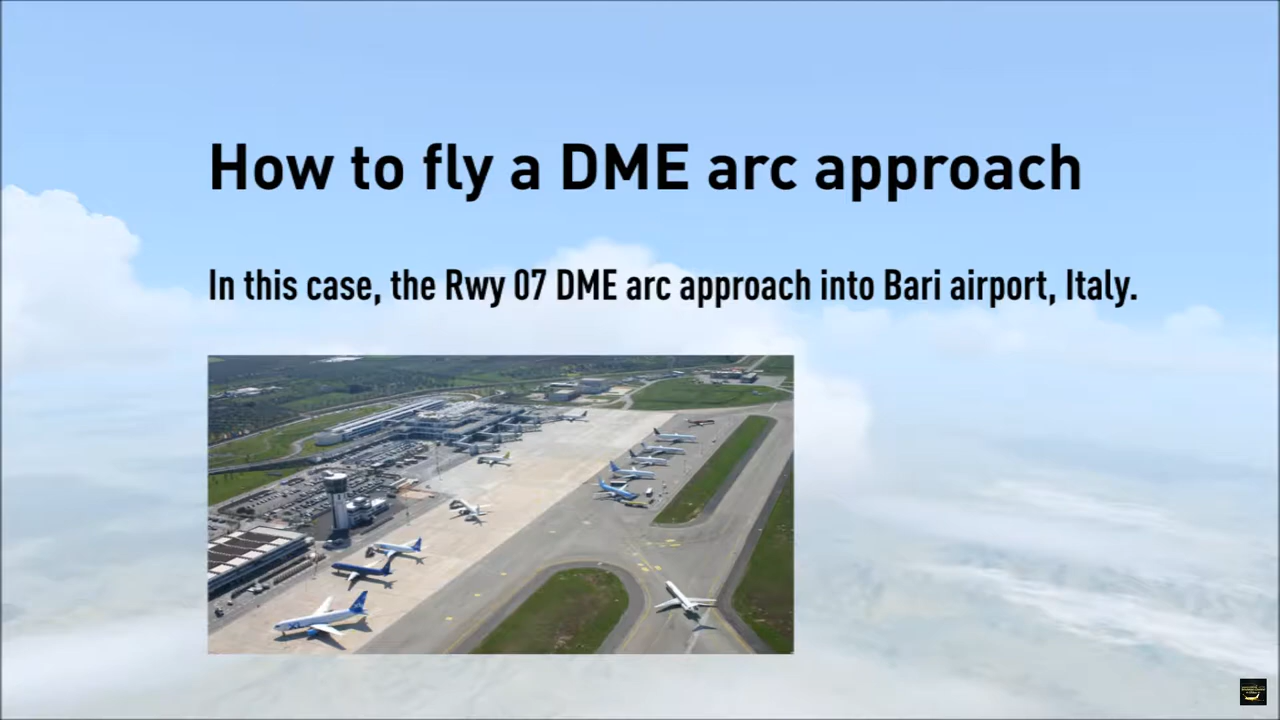 How to fly a DME arc approach
In this case, the Rwy 07 DME arc approach into Bari airport, Italy.